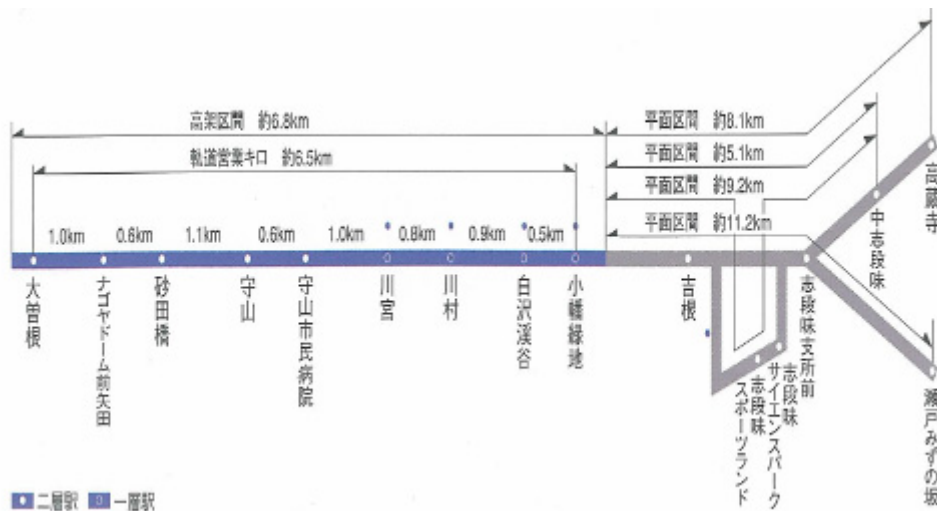 高架区間 約6.8km
軌道営業キロ 約6.5km
平面区間 約8.1km
平面区間 約5.1km
平面区間 約9.2km
平面区間 約11.2km
1.0km
0.6km
1.1km
0.6km
1.0km
0.8km
0.9km
0.5km
大曽根
ナゴヤドーム前矢田
砂田橋
守山
守山市民病院
川宮
川村
白沢渓谷
小幡緑地
吉根
志段味
スポーツランド
志段味
サイエンスパーク
志段味支所前
中志段味
高蔵寺
瀬戸みずの坂
二層駅
一層駅